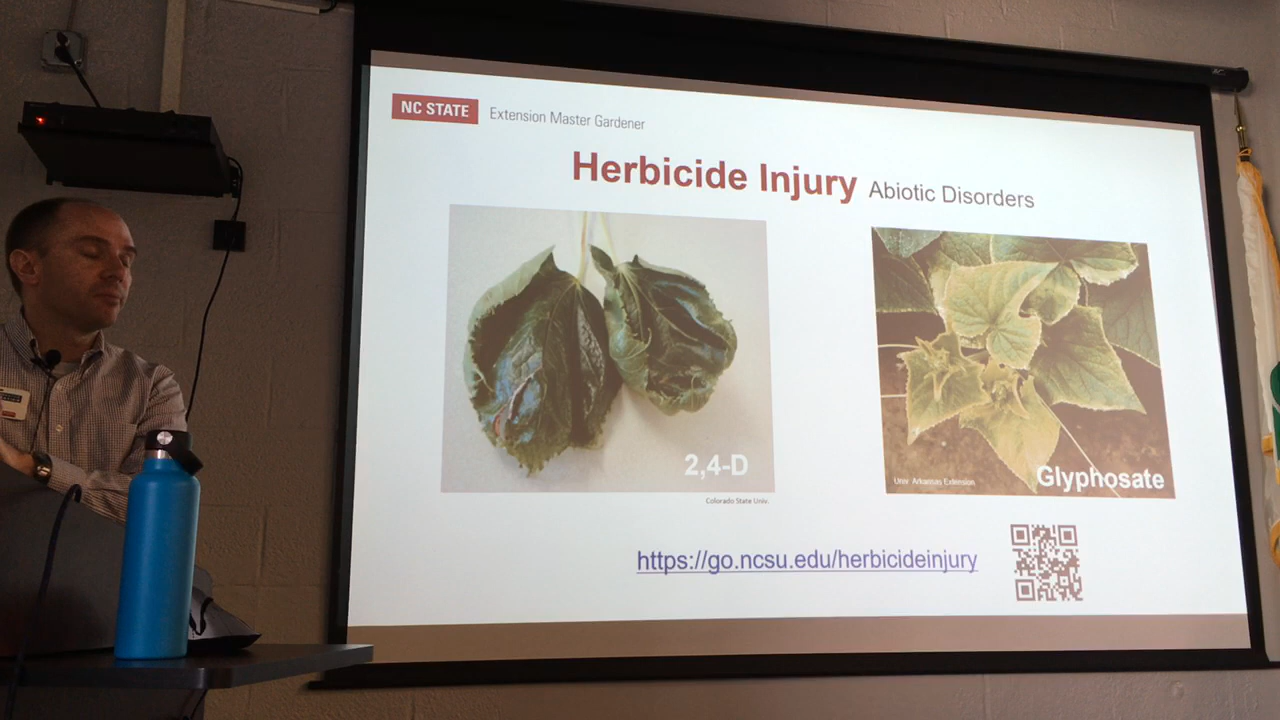 NC STATE Extension Master Gardener
Herbicide Injury Abiotic Disorders
2,4-D
Colorado State Univ.
Univ. Arkansas Extension
Glyphosate
https://go.ncsu.edu/herbicideinjury